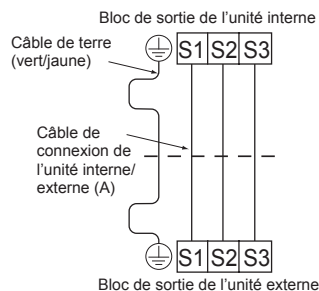 Bloc de sortie de l'unité interne
Câble de terre
(vert/jaune)
S1 S2 S3
Câble de
connexion de
l'unité interne/
externe (A)
S1 S2 S3
Bloc de sortie de l'unité externe